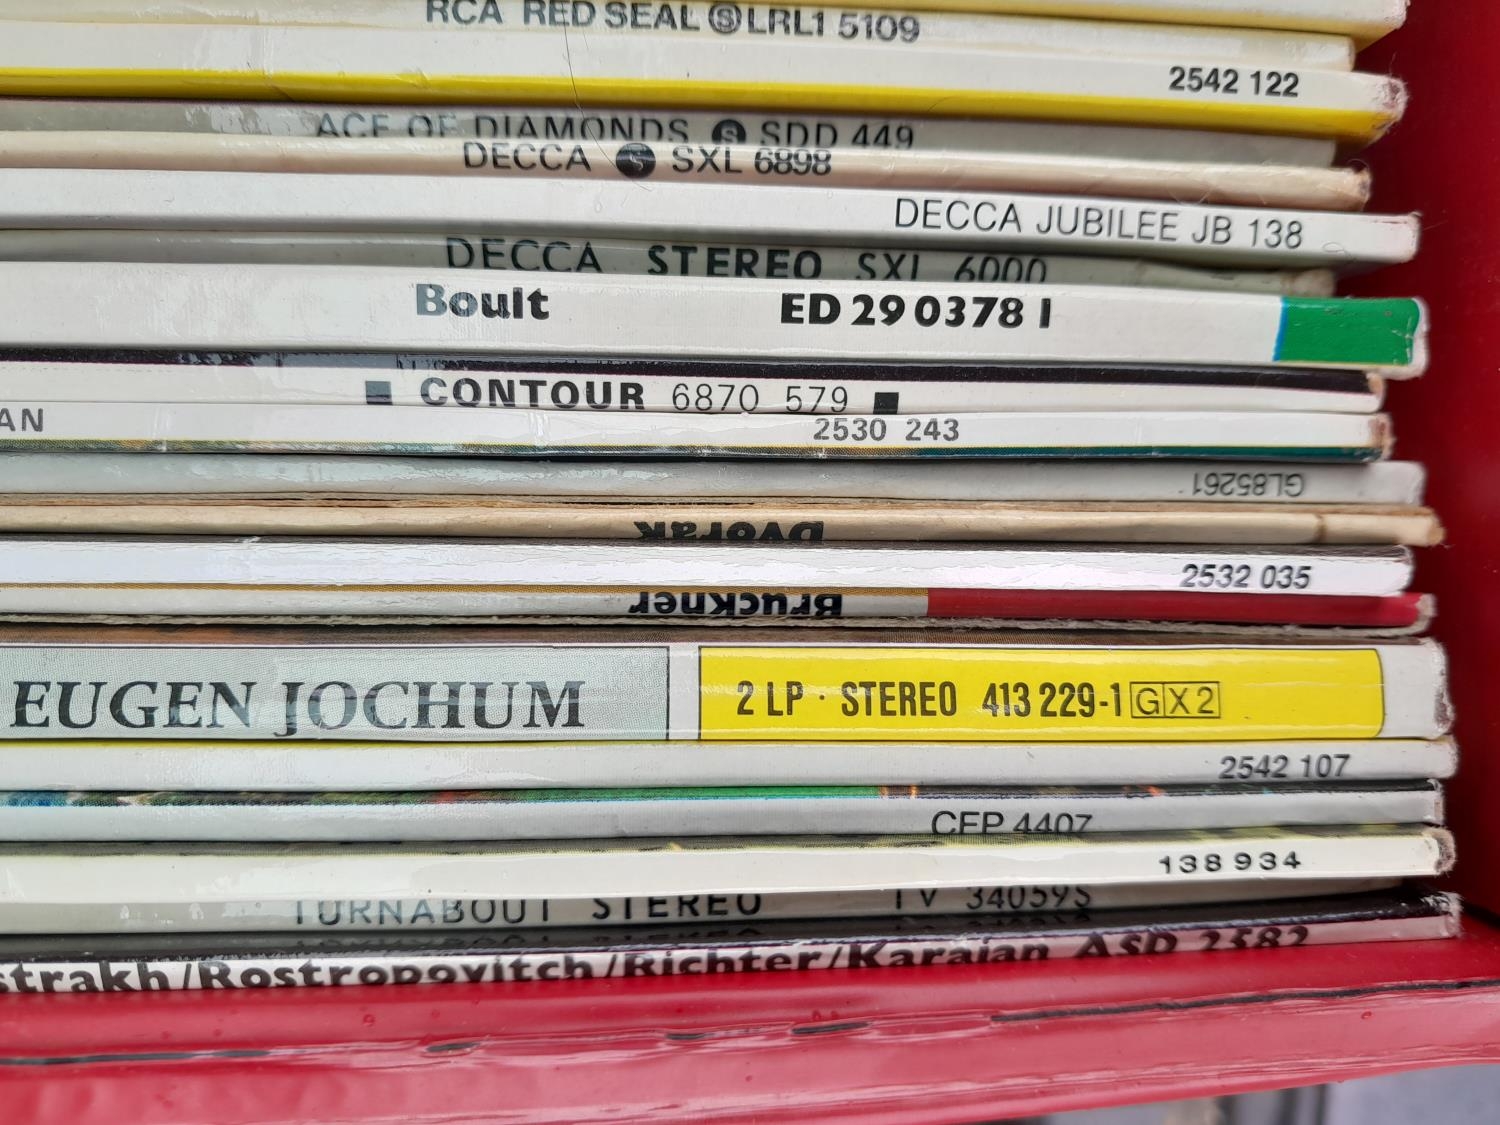 RCA RED SEAL Ⓢ LRL1 5109
2542 122
ACE OF DIAMONDS Ⓢ SDD 449
DECCA Ⓢ SXL 6898
DECCA JUBILEE JB 138
DECCA STEREO SXL 6000
Boult ED 29 0378 1
■ CONTOUR 6870 579 ■
AN 2530 243
GL85261
Dvorak
2532 035
Bruckner
EUGEN JOCHUM 2 LP · STEREO 413 229-1 G X 2
2542 107
CFP 4407
138 934
TURNABOUT STEREO TV 34059S
strakh/Rostropovitch/Richter/Karajan ASD 2582